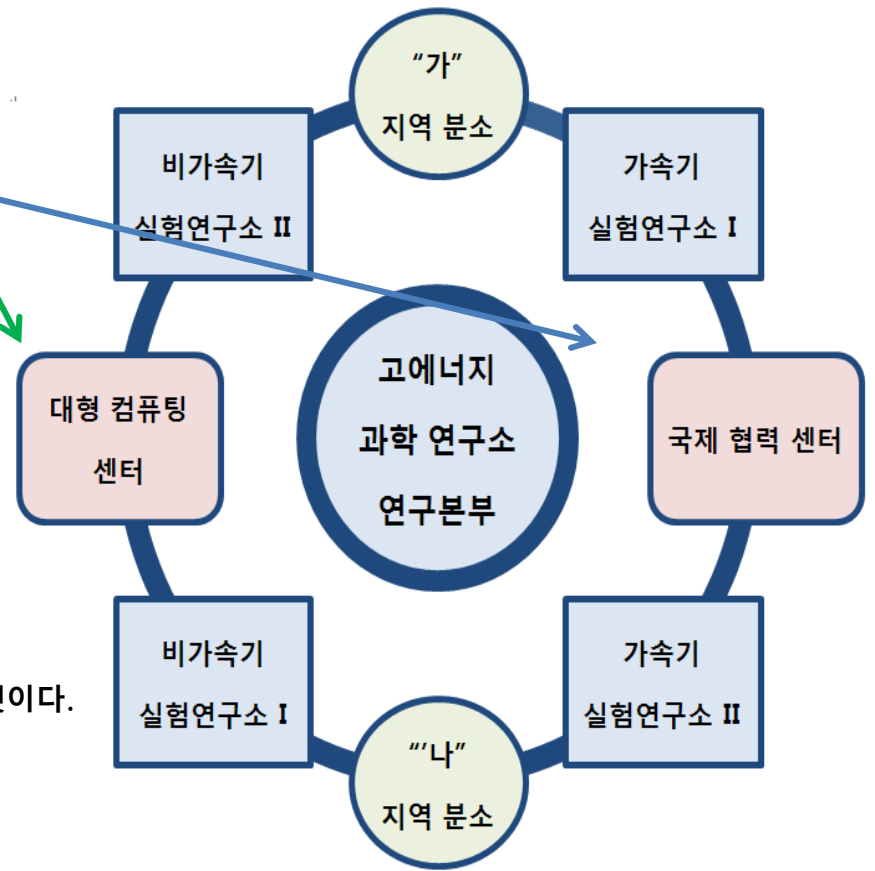 “가”
지역 분소
비가속기
실험연구소 II
가속기
실험연구소 I
고에너지
과학 연구소
연구본부
대형 컴퓨팅
센터
국제 협력 센터
비가속기
실험연구소 I
가속기
실험연구소 II
이다.
“’나”
지역 분소